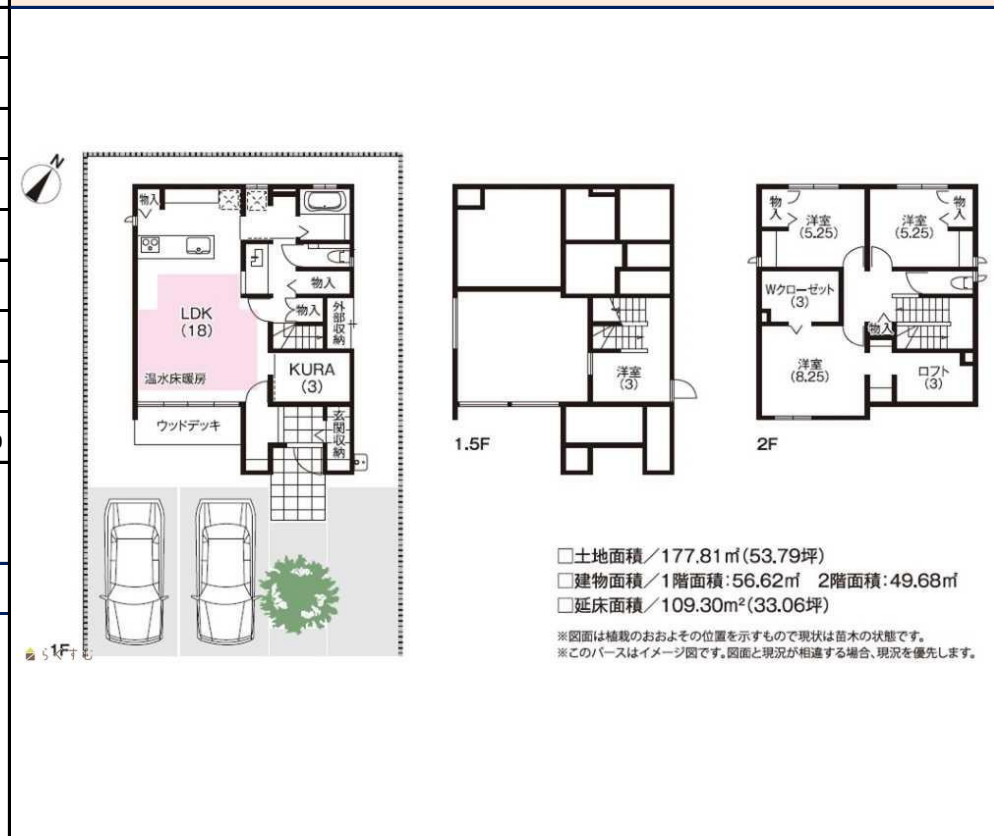 N
物入
物入
物入
外部収納
LDK
(18)
KURA
(3)
温水床暖房
ウッドデッキ
玄関収納
1F
らくすむ
洋室
(3)
1.5F
物入
洋室
(5.25)
洋室
(5.25)
物入
Wクローゼット
(3)
物入
洋室
(8.25)
ロフト
(3)
2F
□土地面積／177.81㎡(53.79坪)
□建物面積／1階面積:56.62㎡ 2階面積:49.68㎡
□延床面積／109.30m²(33.06坪)
※図面は植栽のおおよその位置を示すもので現状は苗木の状態です。
※このパースはイメージ図です。図面と現況が相違する場合、現況を優先します。